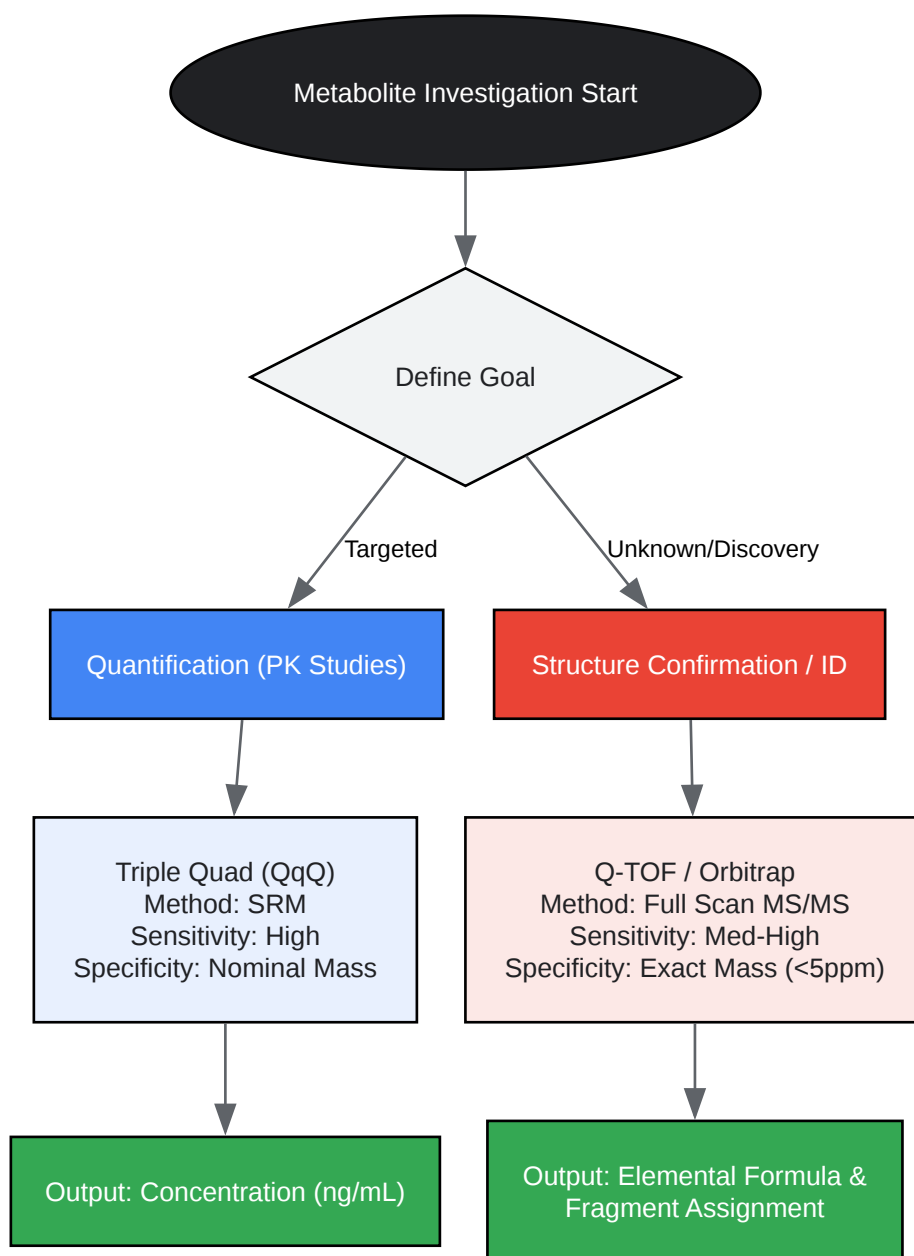 Metabolite Investigation Start
Define Goal
Targeted
Unknown/Discovery
Quantification (PK Studies)
Structure Confirmation / ID
Triple Quad (QqQ)
Method: SRM
Sensitivity: High
Specificity: Nominal Mass
Q-TOF / Orbitrap
Method: Full Scan MS/MS
Sensitivity: Med-High
Specificity: Exact Mass (<5ppm)
Output: Concentration (ng/mL)
Output: Elemental Formula &
Fragment Assignment